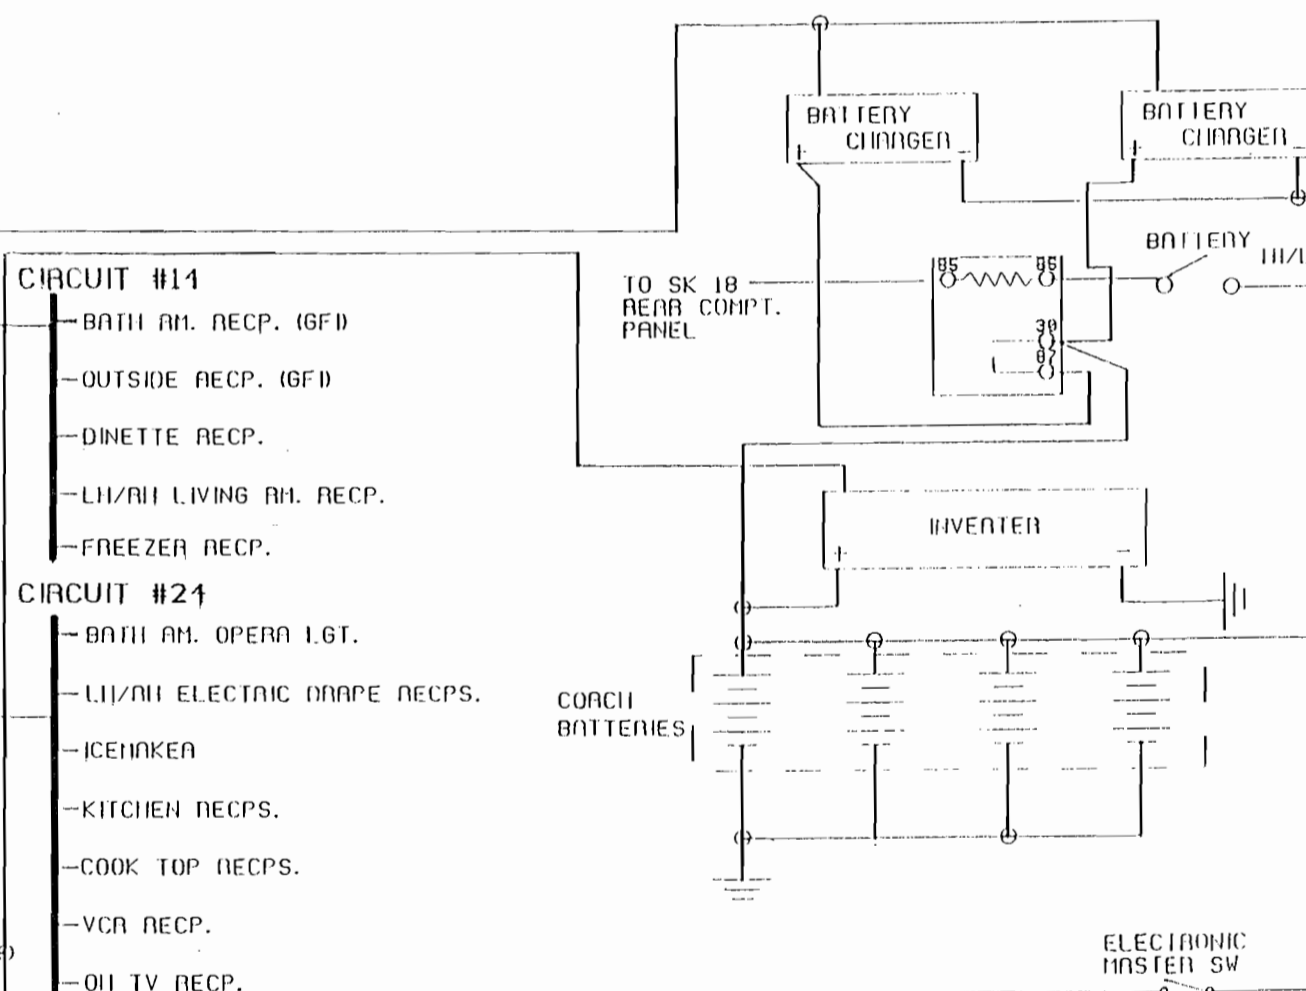 BATTERY
CHARGER
+ -
BATTERY
CHARGER
+ -
BATTERY
TO SK 18
REAR COMPT.
PANEL
85 86
30
87
CIRCUIT #14
BATH RM. RECP. (GFI)
OUTSIDE RECP. (GFI)
DINETTE RECP.
LH/RH LIVING RM. RECP.
FREEZER RECP.
INVERTER
+ -
CIRCUIT #24
BATH RM. OPERA LGT.
LH/RH ELECTRIC DRAPE RECPS.
ICEMAKER
KITCHEN RECPS.
COOK TOP RECPS.
VCR RECP.
OH TV RECP.
COACH
BATTERIES
ELECTRONIC
MASTER SW